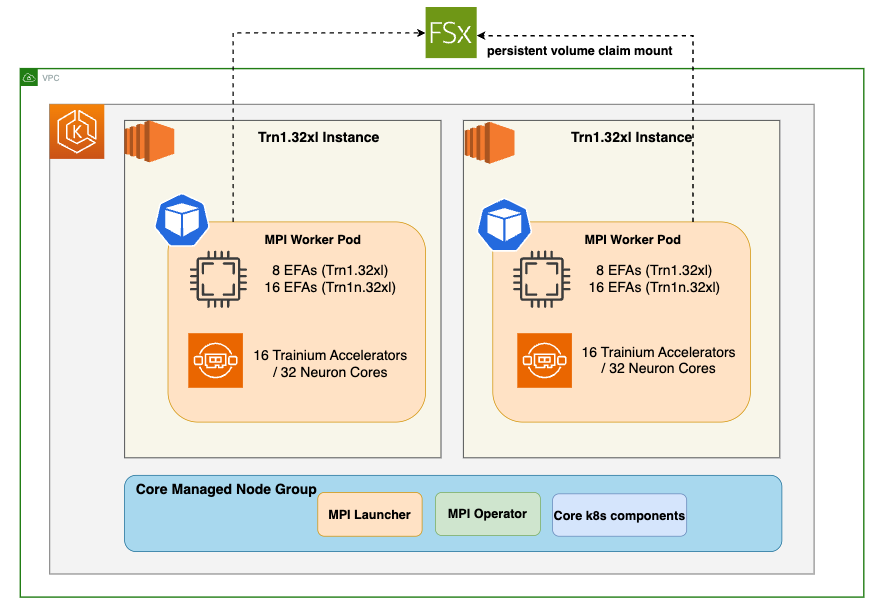 FSx
persistent volume claim mount
VPC
K
Trn1.32xl Instance
MPI Worker Pod
8 EFAs (Trn1.32xl)
16 EFAs (Trn1n.32xl)
16 Trainium Accelerators
/ 32 Neuron Cores
Trn1.32xl Instance
MPI Worker Pod
8 EFAs (Trn1.32xl)
16 EFAs (Trn1n.32xl)
16 Trainium Accelerators
/ 32 Neuron Cores
Core Managed Node Group
MPI Launcher
MPI Operator
Core k8s components